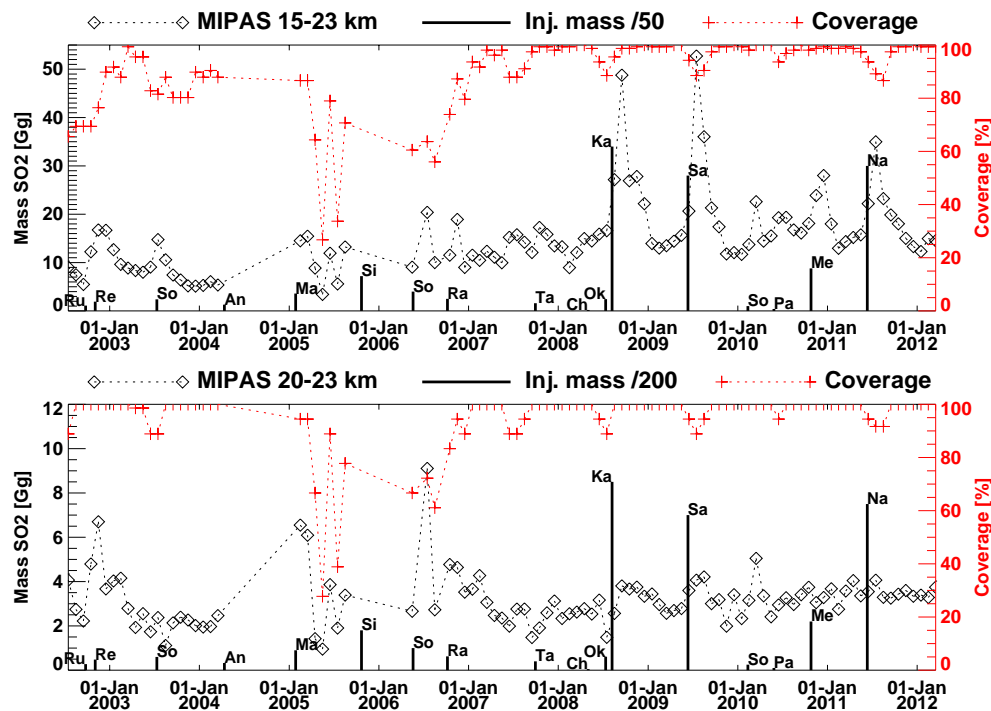 MIPAS 15-23 km Inj. mass /50 Coverage
Mass SO2 [Gg]
50
40
30
20
10
0
100
80
60
40
20
0
Coverage [%]
Ru Re So An Ma Si So Ra Ta Ch Ok Ka Sa So Pa Me Na
01-Jan 01-Jan 01-Jan 01-Jan 01-Jan 01-Jan 01-Jan 01-Jan 01-Jan 01-Jan
2003 2004 2005 2006 2007 2008 2009 2010 2011 2012
MIPAS 20-23 km Inj. mass /200 Coverage
Mass SO2 [Gg]
12
10
8
6
4
2
0
100
80
60
40
20
0
Coverage [%]
Ru Re So An Ma Si So Ra Ta Ch Ok Ka Sa So Pa Me Na
01-Jan 01-Jan 01-Jan 01-Jan 01-Jan 01-Jan 01-Jan 01-Jan 01-Jan 01-Jan
2003 2004 2005 2006 2007 2008 2009 2010 2011 2012